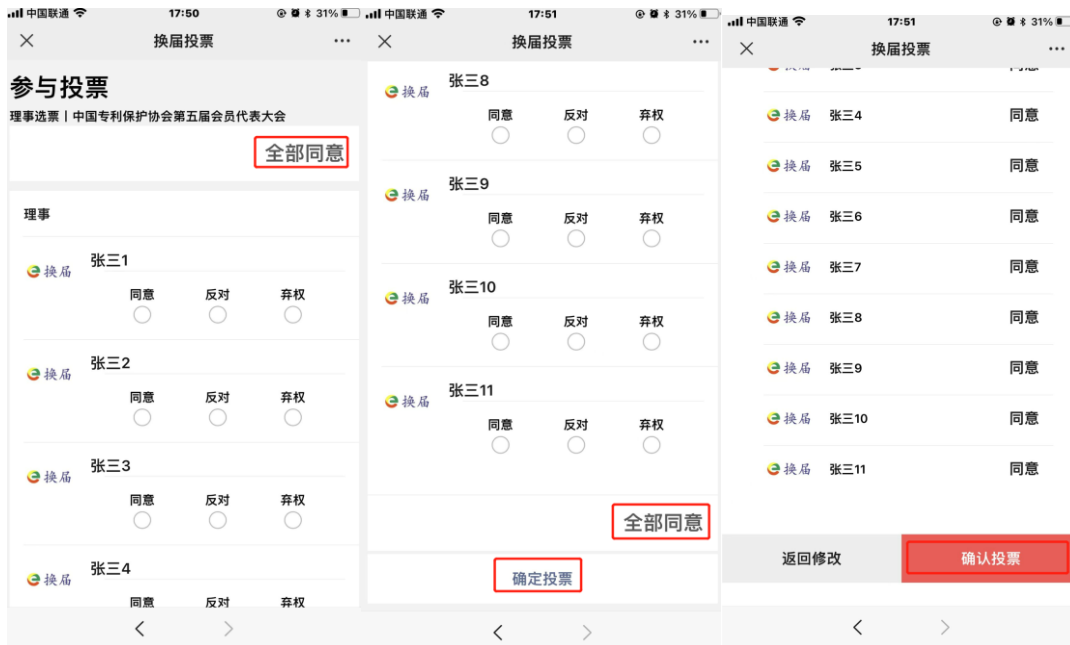 中国联通
17:50
31%
换届投票
参与投票
理事选票丨中国专利保护协会第五届会员代表大会
全部同意
理事
换届
张三1
同意 反对 弃权
换届
张三2
同意 反对 弃权
换届
张三3
同意 反对 弃权
换届
张三4
同意 反对 弃权
中国联通
17:51
31%
换届投票
换届
张三8
同意 反对 弃权
换届
张三9
同意 反对 弃权
换届
张三10
同意 反对 弃权
换届
张三11
同意 反对 弃权
全部同意
确定投票
中国联通
17:51
31%
换届投票
换届 张三4 同意
换届 张三5 同意
换届 张三6 同意
换届 张三7 同意
换届 张三8 同意
换届 张三9 同意
换届 张三10 同意
换届 张三11 同意
返回修改 确认投票